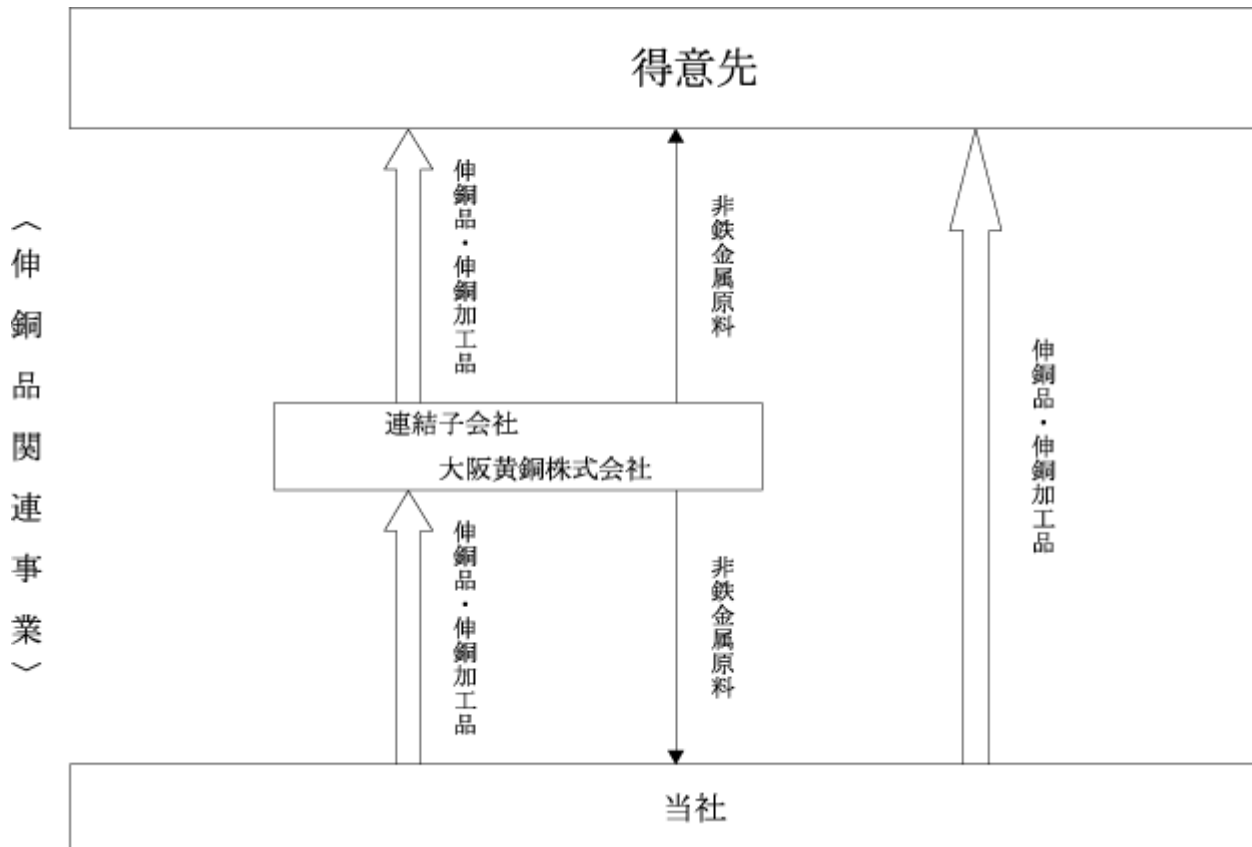 得意先
〈伸銅品関連事業〉
伸銅品・伸銅加工品
非鉄金属原料
伸銅品・伸銅加工品
連結子会社
大阪黄銅株式会社
伸銅品・伸銅加工品
非鉄金属原料
当社